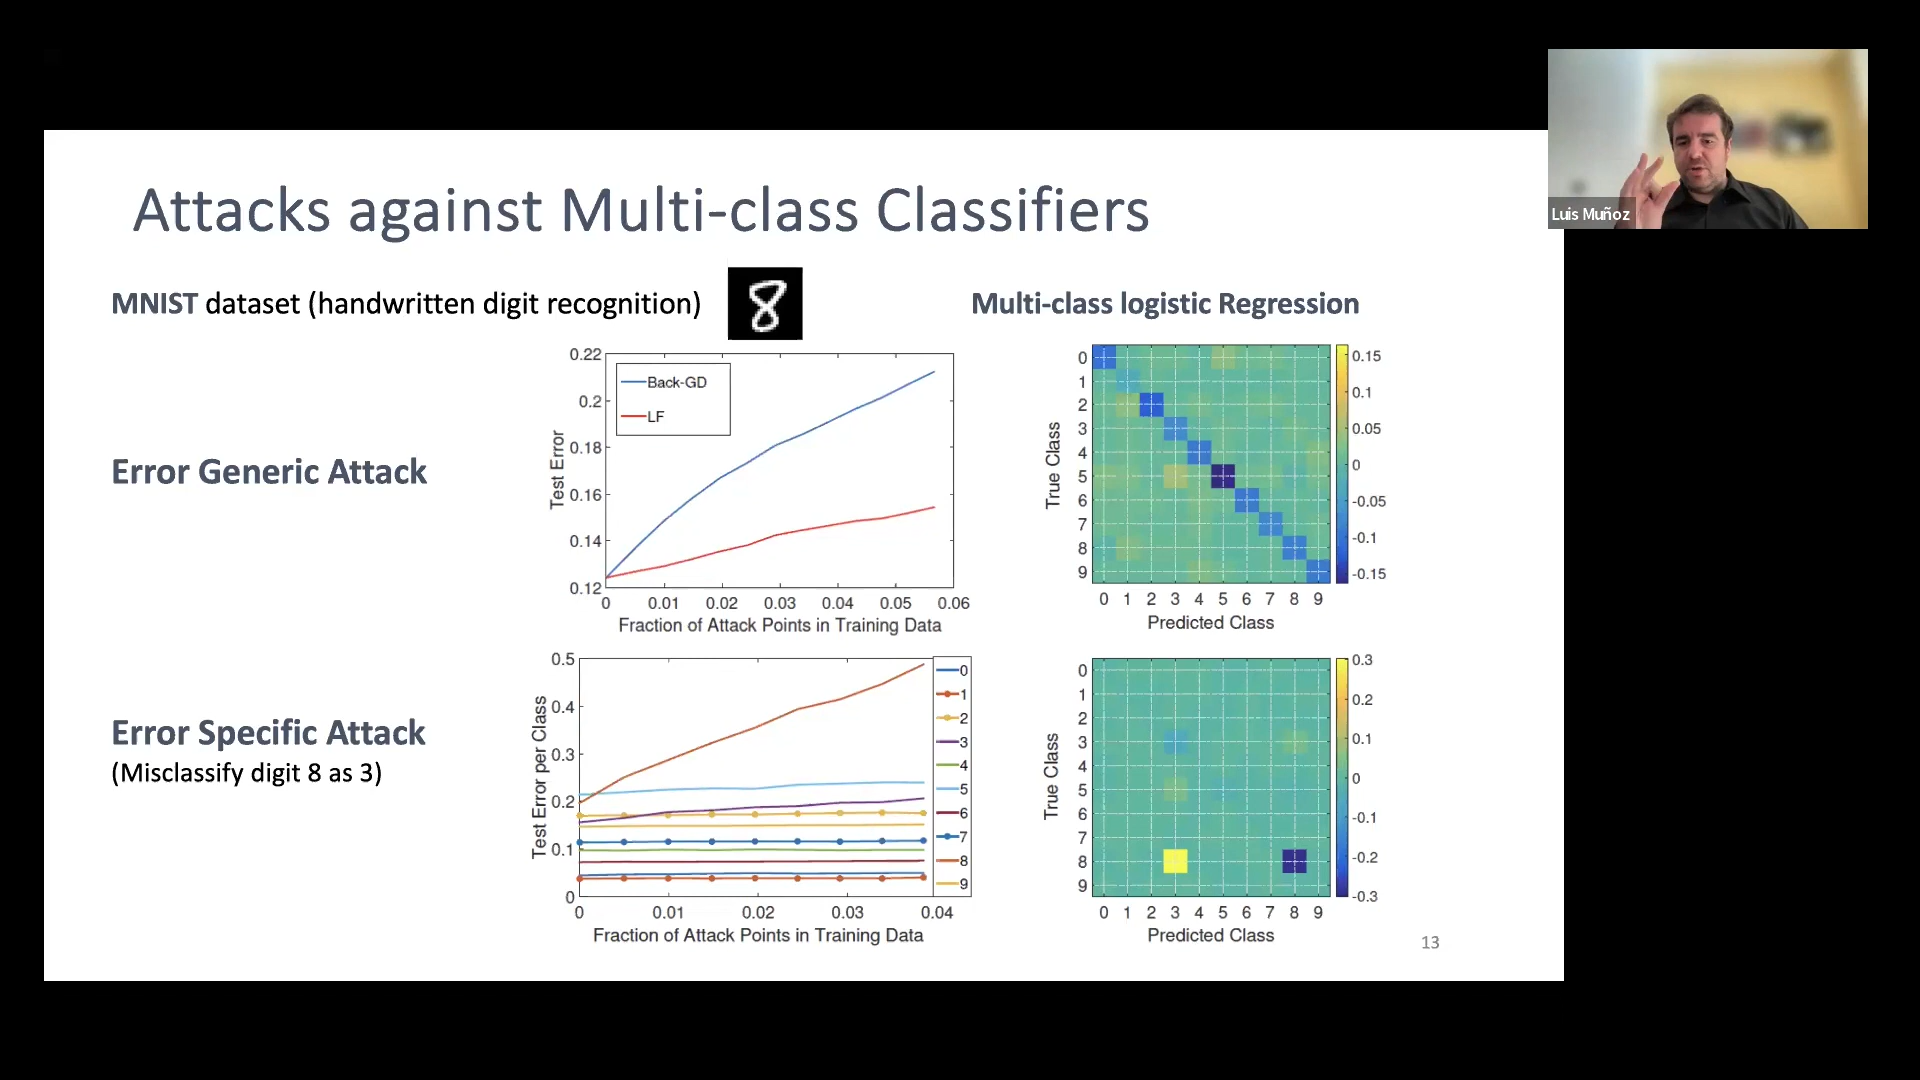 Luis Muñoz
Attacks against Multi-class Classifiers
MNIST dataset (handwritten digit recognition)
8
Multi-class logistic Regression
Error Generic Attack
0.22
0.2
0.18
0.16
0.14
0.12
Test Error
Back-GD
LF
0 0.01 0.02 0.03 0.04 0.05 0.06
Fraction of Attack Points in Training Data
True Class
0
1
2
3
4
5
6
7
8
9
0 1 2 3 4 5 6 7 8 9
Predicted Class
0.15
0.1
0.05
0
-0.05
-0.1
-0.15
Error Specific Attack
(Misclassify digit 8 as 3)
0.5
0.4
0.3
0.2
0.1
0
Test Error per Class
0
1
2
3
4
5
6
7
8
9
0 0.01 0.02 0.03 0.04
Fraction of Attack Points in Training Data
True Class
0
1
2
3
4
5
6
7
8
9
0 1 2 3 4 5 6 7 8 9
Predicted Class
0.3
0.2
0.1
0
-0.1
-0.2
-0.3
13